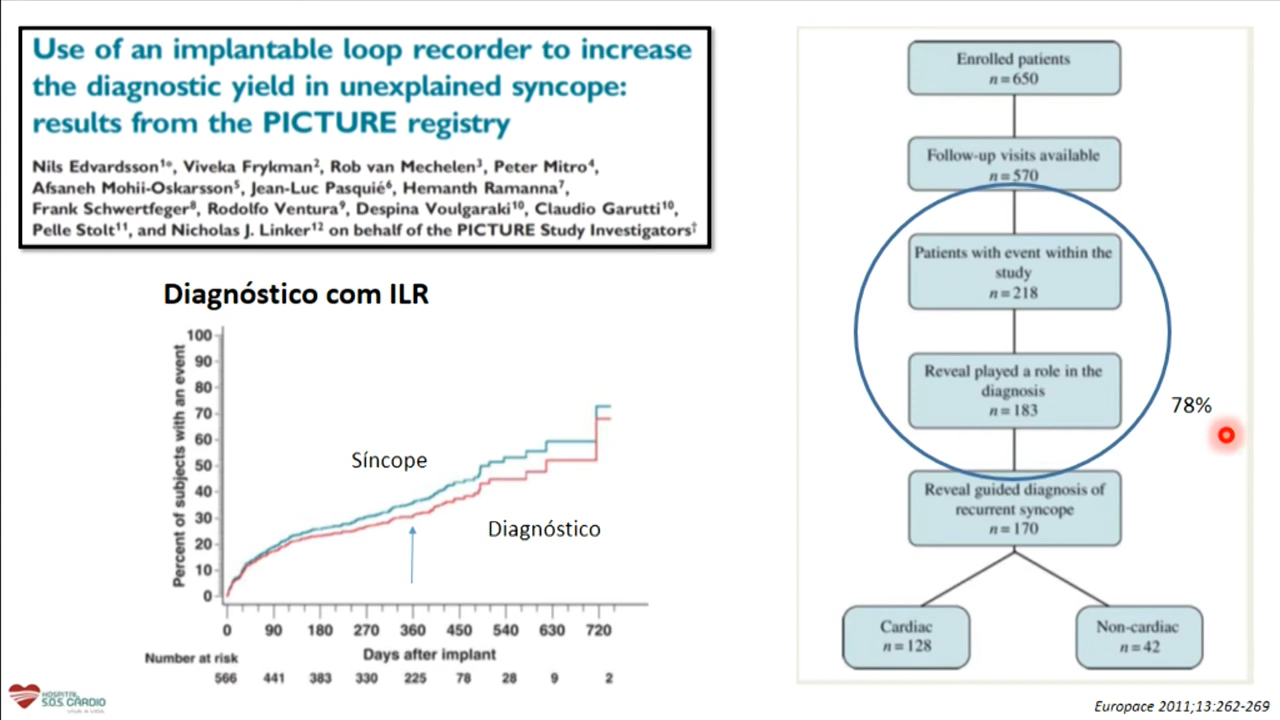 Use of an implantable loop recorder to increase
the diagnostic yield in unexplained syncope:
results from the PICTURE registry
Nils Edvardsson1*, Viveka Frykman2, Rob van Mechelen3, Peter Mitro4,
Afsaneh Mohii-Oskarsson5, Jean-Luc Pasquié6, Hemanth Ramanna7,
Frank Schwertfeger8, Rodolfo Ventura9, Despina Voulgaraki10, Claudio Garutti10,
Pelle Stolt11, and Nicholas J. Linker12 on behalf of the PICTURE Study Investigators†
Diagnóstico com ILR
Percent of subjects with an event
100
90
80
70
60
50
40
30
20
10
0
Síncope
Diagnóstico
0 90 180 270 360 450 540 630 720
Days after implant
Number at risk
566 441 383 330 225 78 28 9 2
HOSPITAL
S.O.S. CÁRDIO
VIVA A VIDA
Enrolled patients
n = 650
Follow-up visits available
n = 570
Patients with event within the
study
n = 218
Reveal played a role in the
diagnosis
n = 183
78%
Reveal guided diagnosis of
recurrent syncope
n = 170
Cardiac
n = 128
Non-cardiac
n = 42
Europace 2011;13:262-269